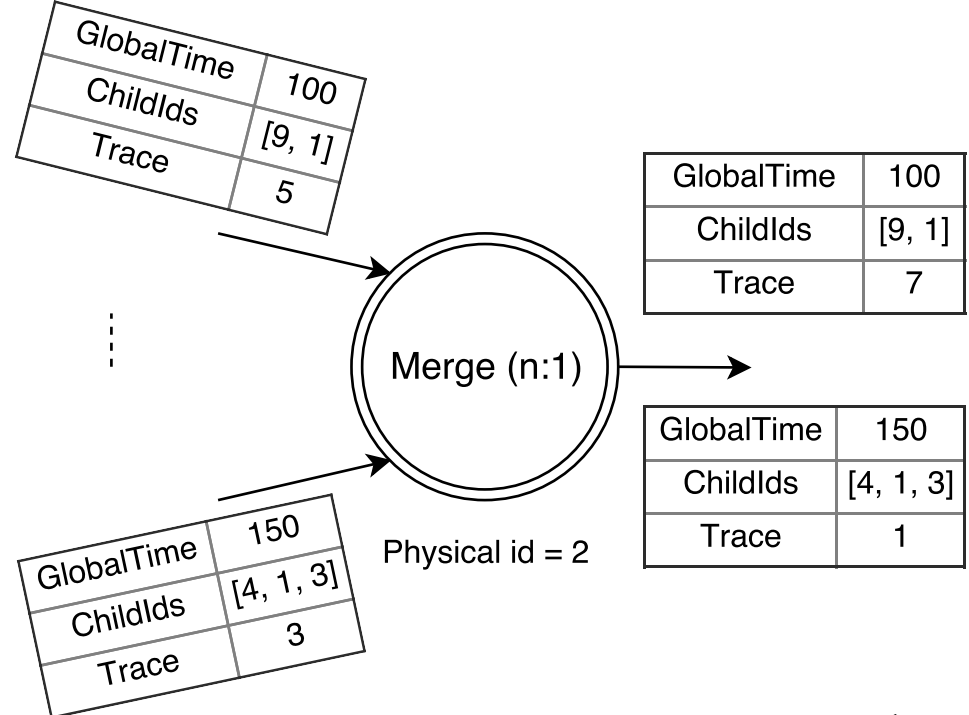 GlobalTime 100
ChildIds [9, 1]
Trace 5
GlobalTime 100
ChildIds [9, 1]
Trace 7
Merge (n:1)
GlobalTime 150
ChildIds [4, 1, 3]
Trace 1
Physical id = 2
GlobalTime 150
ChildIds [4, 1, 3]
Trace 3